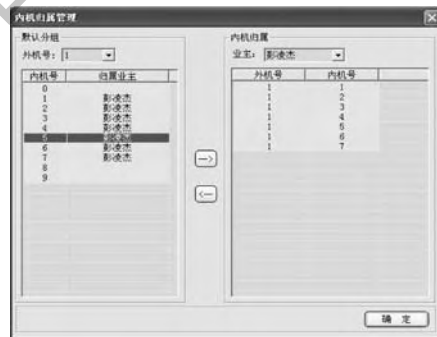 内机归属管理
默认分组
外机号： 1
内机号 归属业主
0
1 彭凌杰
2 彭凌杰
3 彭凌杰
4 彭凌杰
5 彭凌杰
6 彭凌杰
7 彭凌杰
8
9
-->
<--
内机归属
业主： 彭凌杰
外机号 内机号
1 1
1 2
1 3
1 4
1 5
1 6
1 7
确 定